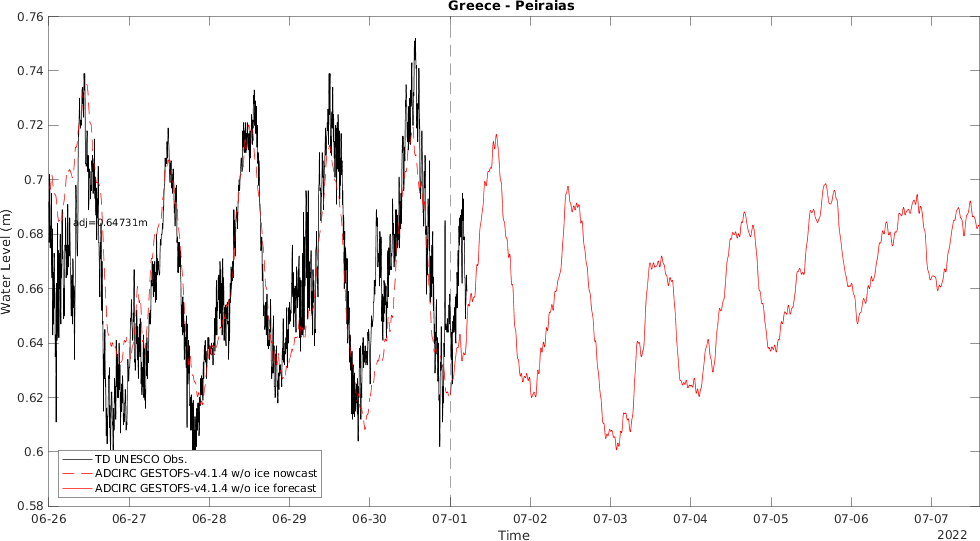 Greece - Peiraias
0.76
0.74
0.72
0.7
0.68
0.66
0.64
0.62
0.6
0.58
Water Level (m)
adj=0.64731m
TD UNESCO Obs.
ADCIRC GESTOFS-v4.1.4 w/o ice nowcast
ADCIRC GESTOFS-v4.1.4 w/o ice forecast
06-26 06-27 06-28 06-29 06-30 07-01 07-02 07-03 07-04 07-05 07-06 07-07
Time
2022